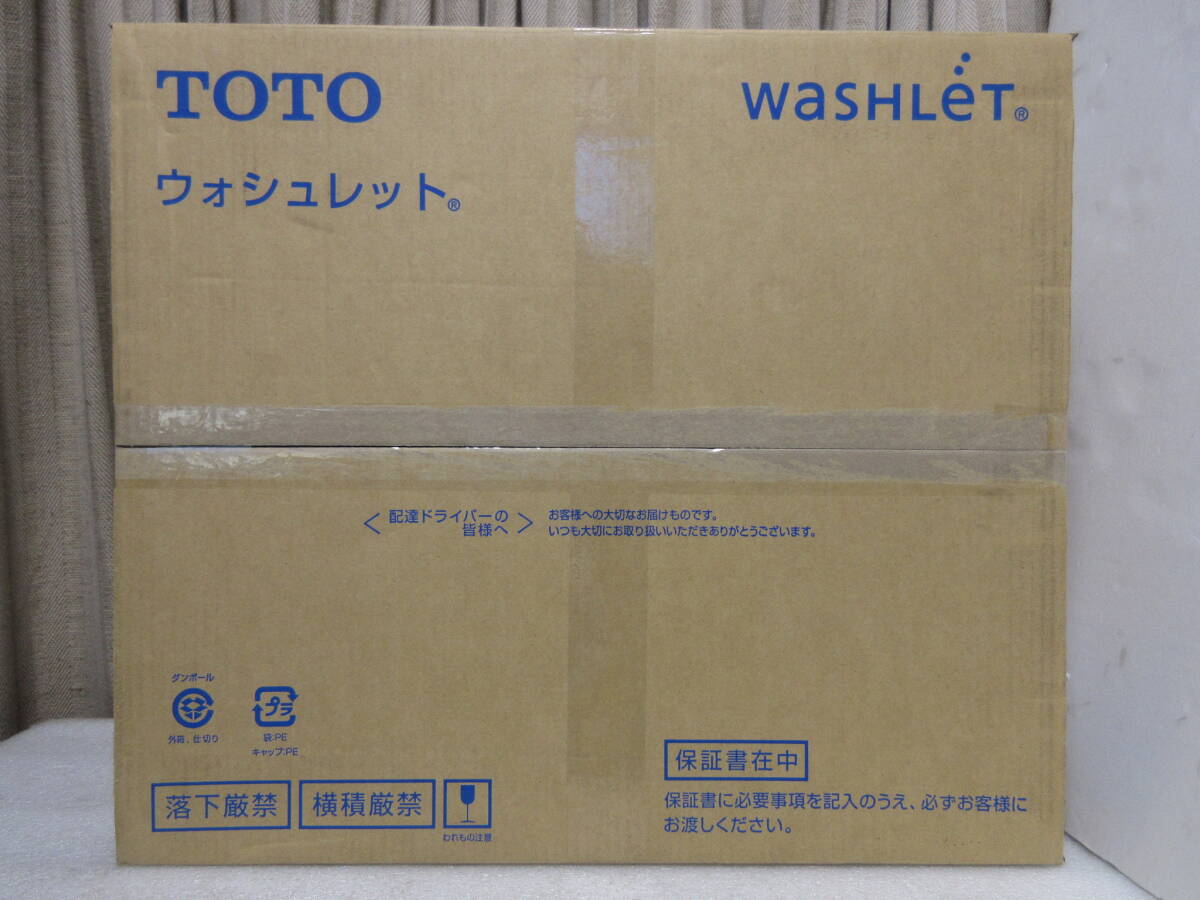 TOTO
WASHLET®
ウォシュレット®
＜配達ドライバーの皆様へ＞
お客様への大切なお届けものです。
いつも大切にお取り扱いいただきありがとうございます。
ダンボール
外箱、仕切り
プラ
袋:PE
キャップ:PE
落下厳禁
横積厳禁
われもの注意
保証書在中
保証書に必要事項を記入のうえ、必ずお客様に
お渡しください。